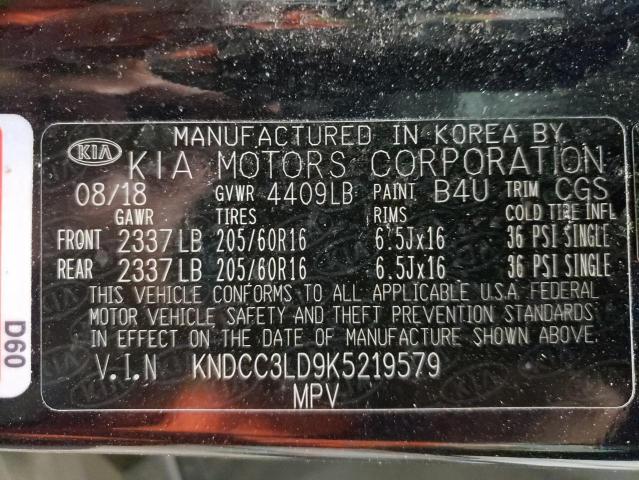 MANUFACTURED IN KOREA BY
KIA KIA MOTORS CORPORATION
08/18 GVWR 4409LB PAINT B4U TRIM CGS
GAWR TIRES RIMS COLD TIRE INFL
FRONT 2337LB 205/60R16 6.5Jx16 36 PSI SINGLE
REAR 2337LB 205/60R16 6.5Jx16 36 PSI SINGLE
THIS VEHICLE CONFORMS TO ALL APPLICABLE U.S.A. FEDERAL
MOTOR VEHICLE, SAFETY AND THEFT PREVENTION STANDARDS
IN EFFECT ON THE DATE OF MANUFACTURE SHOWN ABOVE.
V.I.N KNDCC3LD9K5219579
MPV
D60